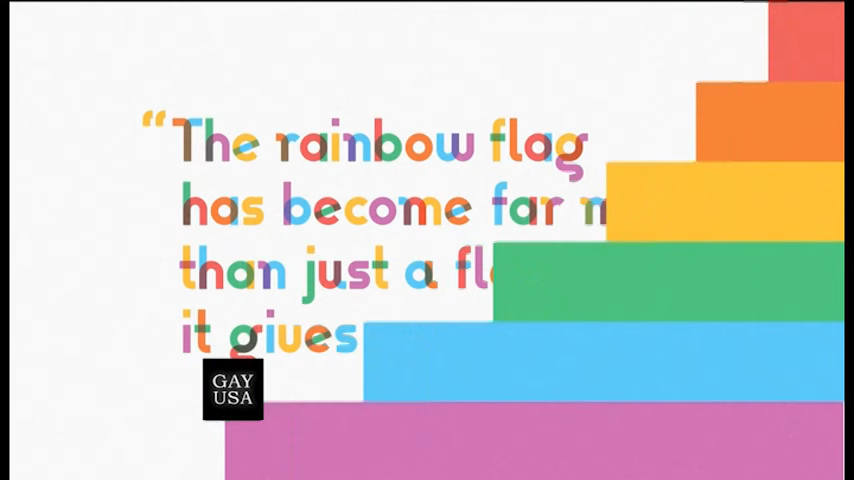 “The rainbow flag
has become far
than just a
it gives
GAY
USA